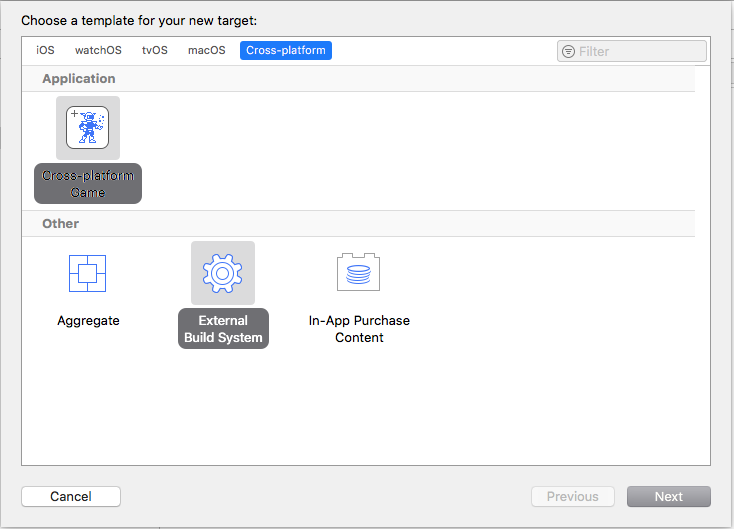 Choose a template for your new target:
iOS watchOS tvOS macOS Cross-platform Filter
Application
Cross-platform
Game
Other
Aggregate External Build System In-App Purchase Content
Cancel Previous Next